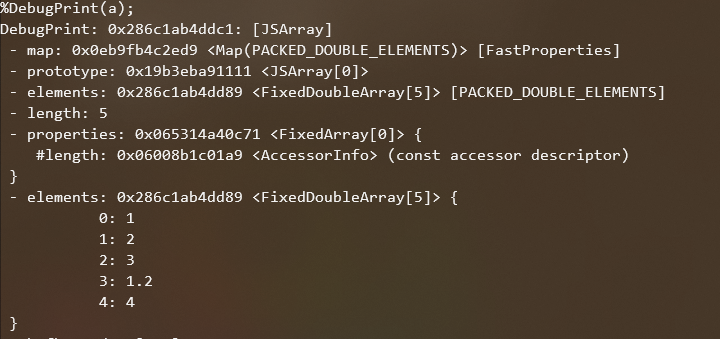 %DebugPrint(a);
DebugPrint: 0x286c1ab4ddc1: [JSArray]
- map: 0x0eb9fb4c2ed9 <Map(PACKED_DOUBLE_ELEMENTS)> [FastProperties]
- prototype: 0x19b3eba91111 <JSArray[0]>
- elements: 0x286c1ab4dd89 <FixedDoubleArray[5]> [PACKED_DOUBLE_ELEMENTS]
- length: 5
- properties: 0x065314a40c71 <FixedArray[0]> {
#length: 0x06008b1c01a9 <AccessorInfo> (const accessor descriptor)
}
- elements: 0x286c1ab4dd89 <FixedDoubleArray[5]> {
0: 1
1: 2
2: 3
3: 1.2
4: 4
}